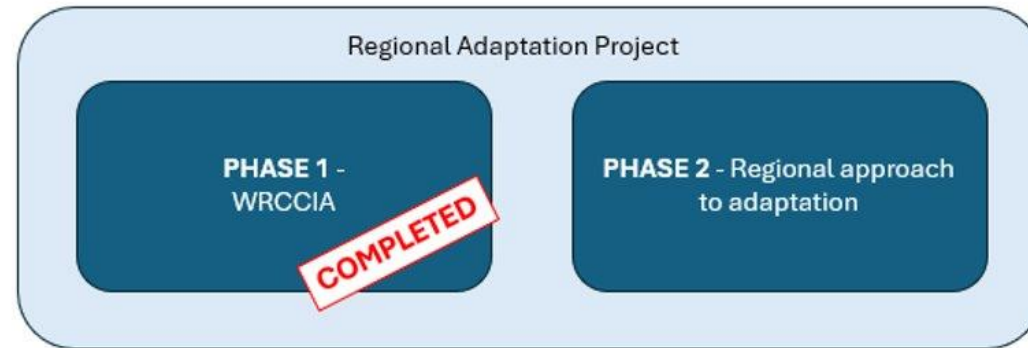 Regional Adaptation Project
PHASE 1 -
WRCCIA
COMPLETED
PHASE 2 - Regional approach
to adaptation